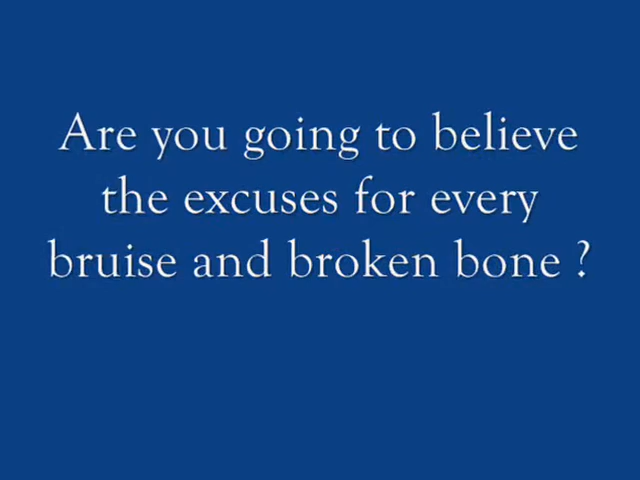 Are you going to believe
the excuses for every
bruise and broken bone ?